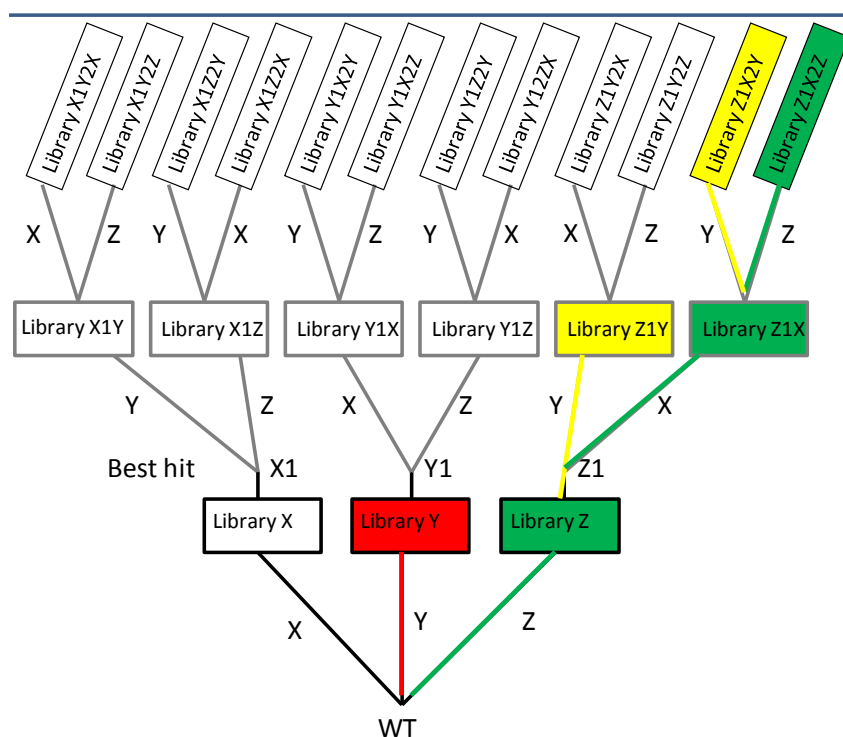 Library X1Y2X
Library X1Y2Z
Library X1Z2Y
Library X1Z2X
Library Y1X2Y
Library Y1X2Z
Library Y1Z2Y
Library Y12ZX
Library Z1Y2X
Library Z1Y2Z
Library Z1X2Y
Library Z1X2Z
X Z Y X Y Z Y X X Z Y Z
Library X1Y Library X1Z Library Y1X Library Y1Z Library Z1Y Library Z1X
Y Z X Z Y X
Best hit X1 Y1 Z1
Library X Library Y Library Z
X Y Z
WT